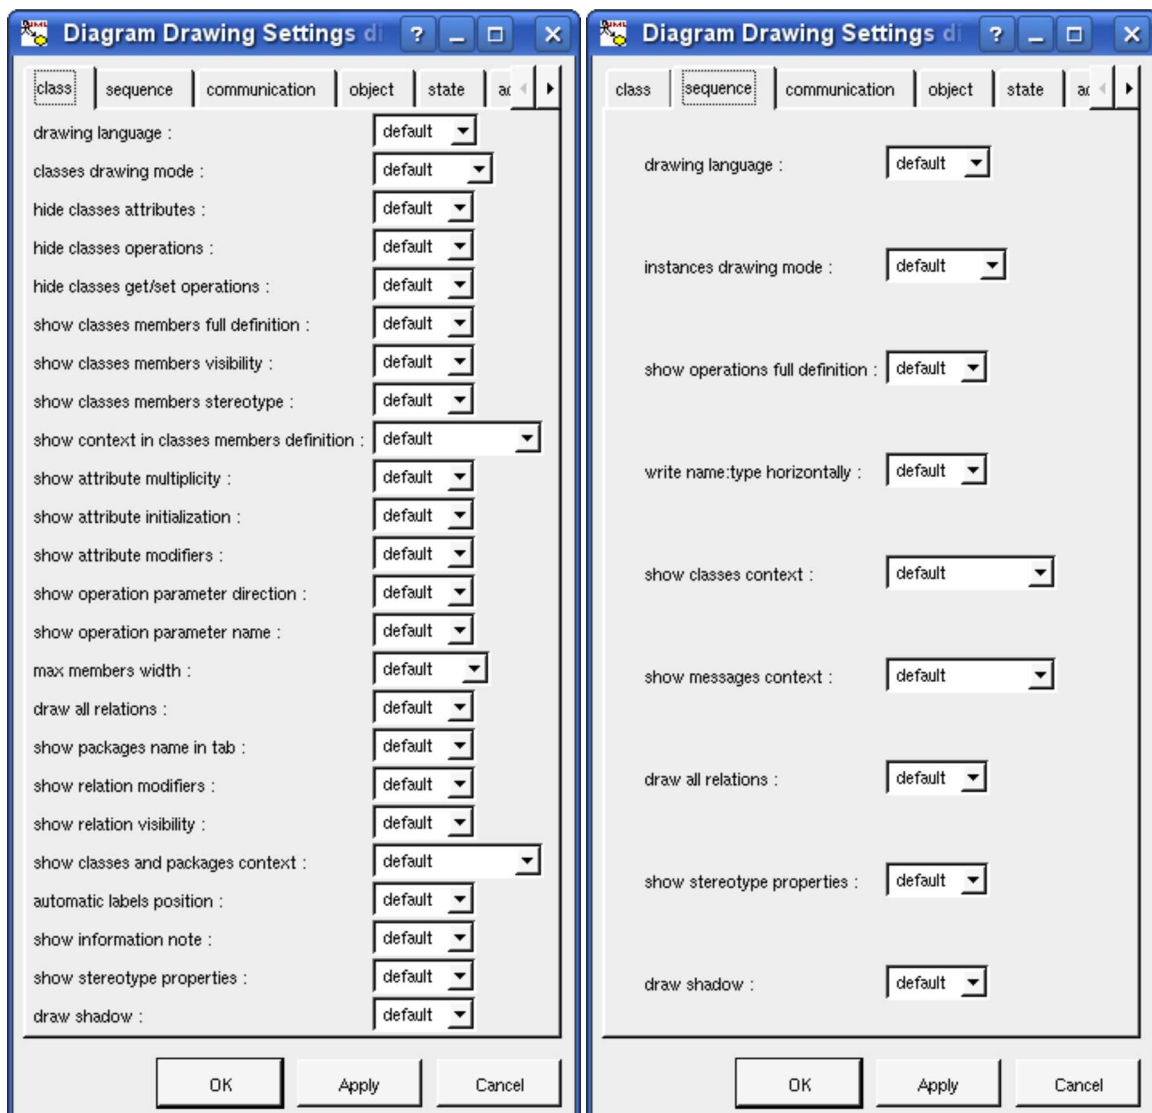 Diagram Drawing Settings di
class sequence communication object state ac
drawing language : default
classes drawing mode : default
hide classes attributes : default
hide classes operations : default
hide classes get/set operations : default
show classes members full definition : default
show classes members visibility : default
show classes members stereotype : default
show context in classes members definition : default
show attribute multiplicity : default
show attribute initialization : default
show attribute modifiers : default
show operation parameter direction : default
show operation parameter name : default
max members width : default
draw all relations : default
show packages name in tab : default
show relation modifiers : default
show relation visibility : default
show classes and packages context : default
automatic labels position : default
show information note : default
show stereotype properties : default
draw shadow : default
OK Apply Cancel
Diagram Drawing Settings di
class sequence communication object state ac
drawing language : default
instances drawing mode : default
show operations full definition : default
write name:type horizontally : default
show classes context : default
show messages context : default
draw all relations : default
show stereotype properties : default
draw shadow : default
OK Apply Cancel